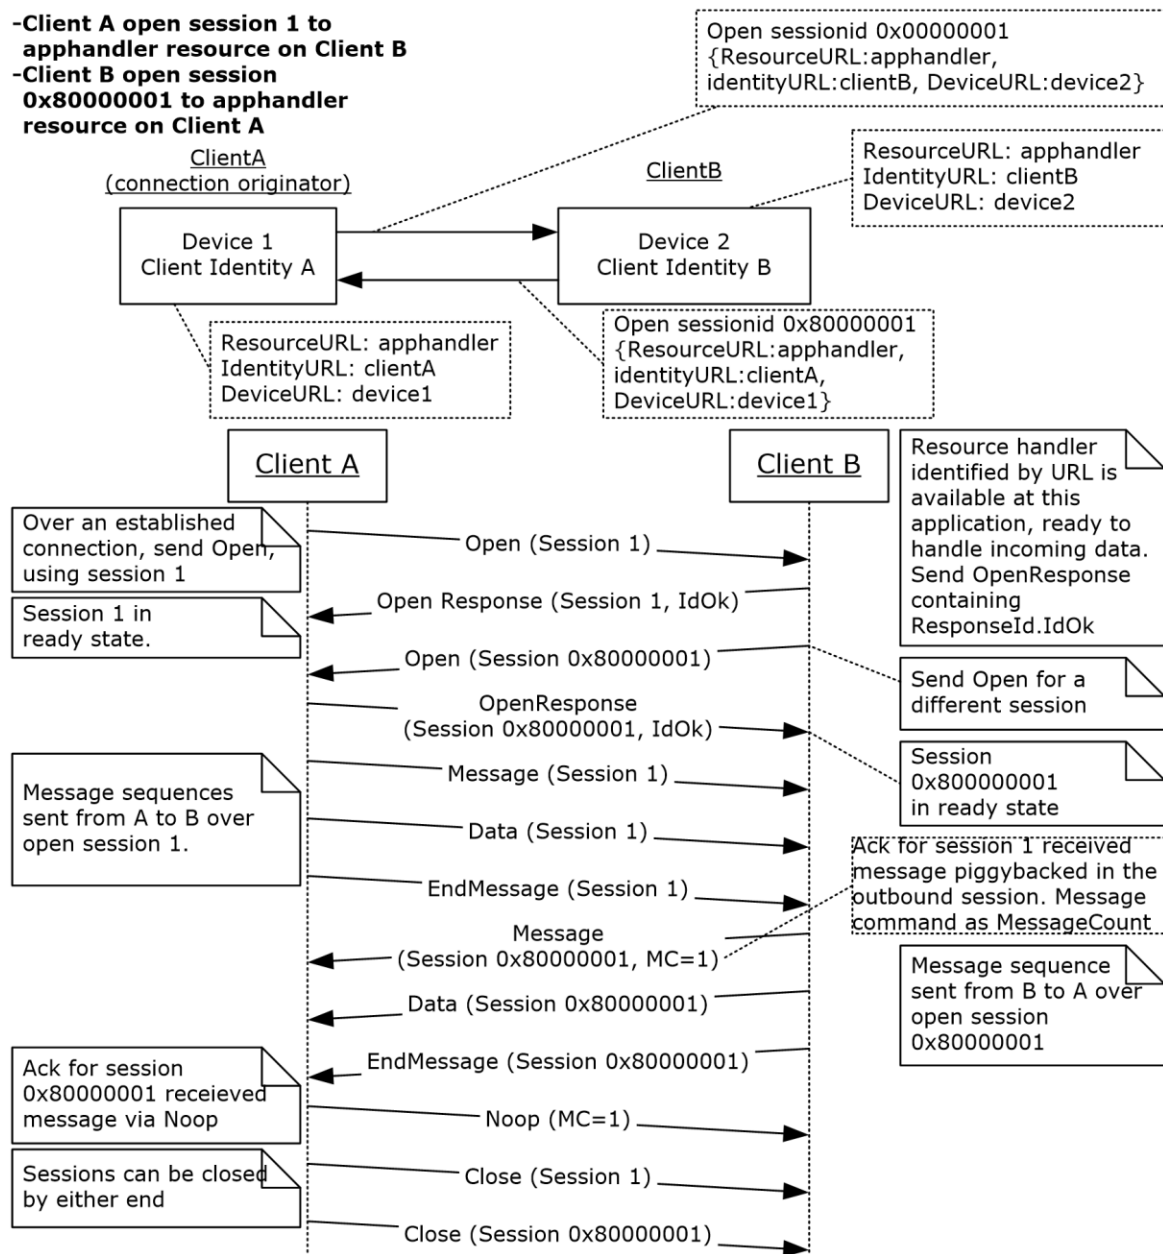 -Client A open session 1 to
apphandler resource on Client B
-Client B open session
0x80000001 to apphandler
resource on Client A
Open sessionid 0x00000001
{ResourceURL:apphandler,
identityURL:clientB, DeviceURL:device2}
ClientA
(connection originator)
ClientB
ResourceURL: apphandler
IdentityURL: clientB
DeviceURL: device2
Device 1
Client Identity A
Device 2
Client Identity B
ResourceURL: apphandler
IdentityURL: clientA
DeviceURL: device1
Open sessionid 0x80000001
{ResourceURL:apphandler,
identityURL:clientA,
DeviceURL:device1}
Client A
Client B
Resource handler
identified by URL is
available at this
application, ready to
handle incoming data.
Send OpenResponse
containing
ResponseId.IdOk
Over an established
connection, send Open,
using session 1
Open (Session 1)
Open Response (Session 1, IdOk)
Session 1 in
ready state.
Open (Session 0x80000001)
Send Open for a
different session
OpenResponse
(Session 0x80000001, IdOk)
Session
0x800000001
in ready state
Message sequences
sent from A to B over
open session 1.
Message (Session 1)
Data (Session 1)
EndMessage (Session 1)
Ack for session 1 received
message piggybacked in the
outbound session. Message
command as MessageCount
Message
(Session 0x80000001, MC=1)
Data (Session 0x80000001)
Message sequence
sent from B to A over
open session
0x80000001
EndMessage (Session 0x80000001)
Ack for session
0x80000001 receieved
message via Noop
Noop (MC=1)
Sessions can be closed
by either end
Close (Session 1)
Close (Session 0x80000001)